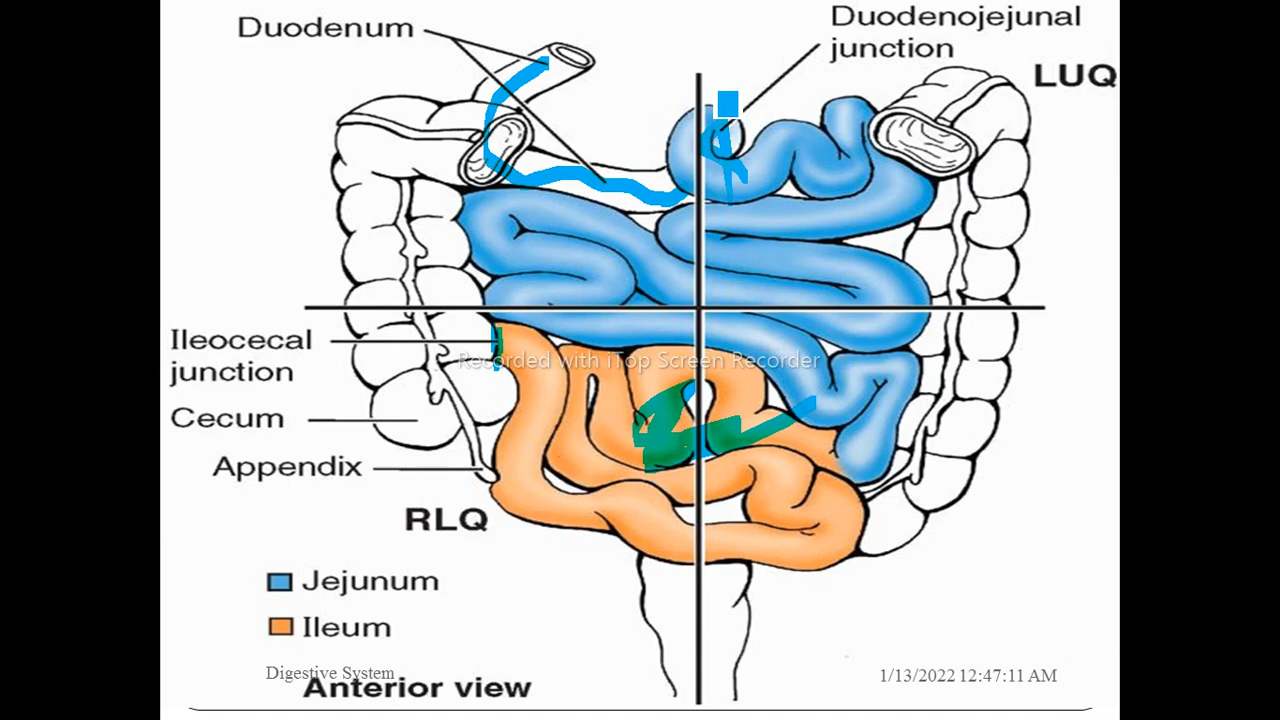 Duodenum
Duodenojejunal
junction
LUQ
Ileocecal
junction
Recorded with iTop Screen Recorder
Cecum
Appendix
RLQ
Jejunum
Ileum
Digestive System
1/13/2022 12:47:11 AM
Anterior view